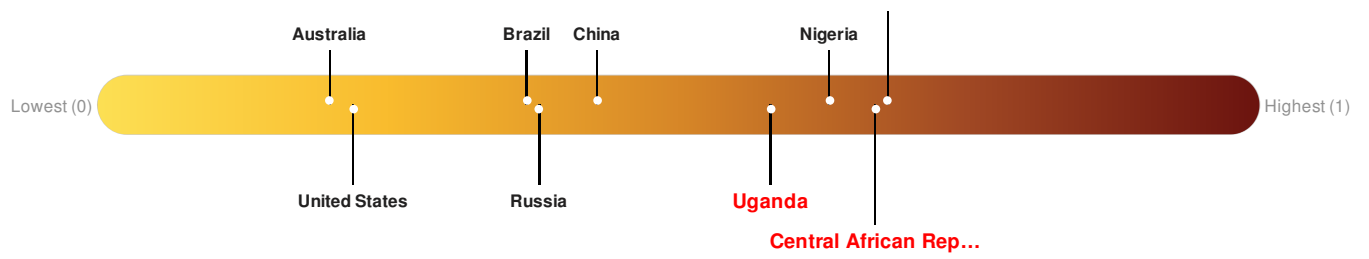 Australia
Brazil
China
Nigeria
Lowest (0)
Highest (1)
United States
Russia
Uganda
Central African Rep…